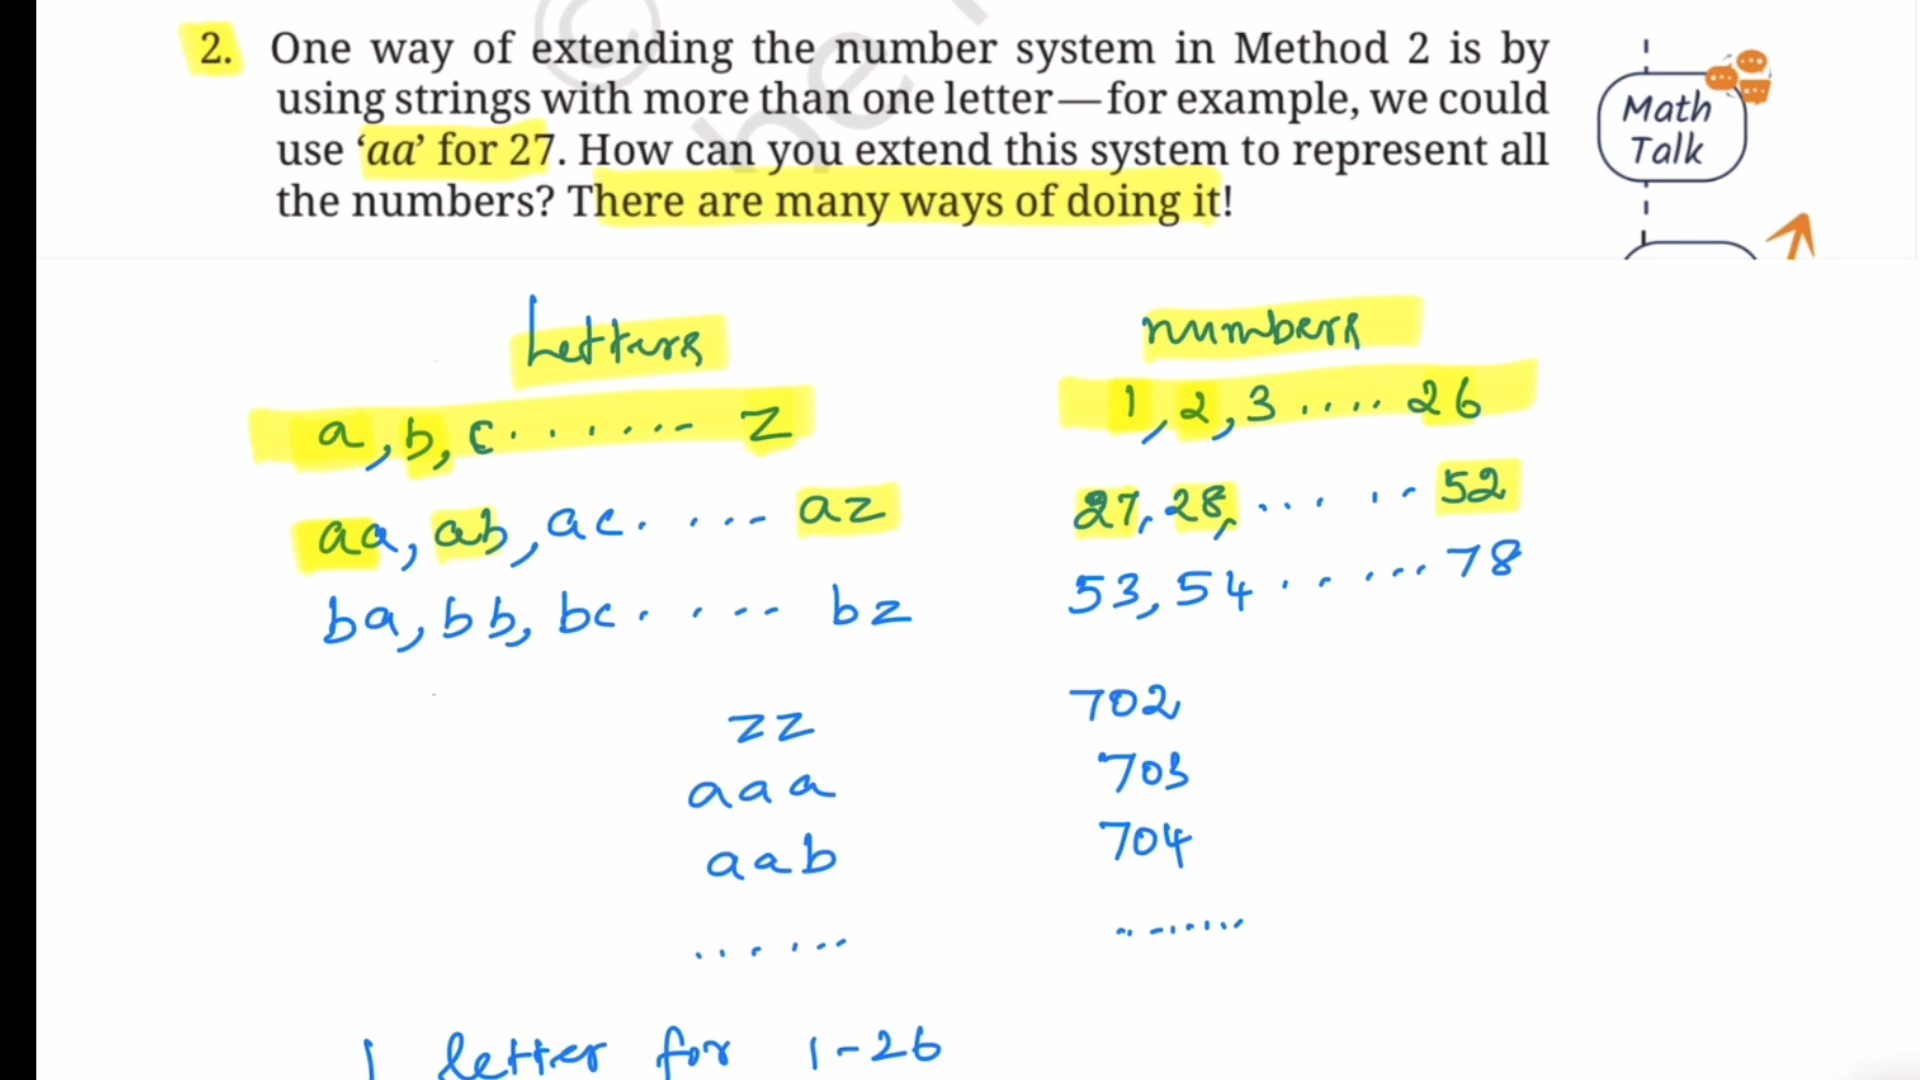 2. One way of extending the number system in Method 2 is by
using strings with more than one letter—for example, we could
use ‘aa’ for 27. How can you extend this system to represent all
the numbers? There are many ways of doing it!
Math
Talk
©
he
Letters numbers
a, b, c ...... z 1, 2, 3 .... 26
aa, ab, ac. .... az 27, 28, ...... 52
ba, bb, bc. .... bz 53, 54 ...... 78
zz 702
aaa 703
aab 704
...... .......
1 letter for 1-26